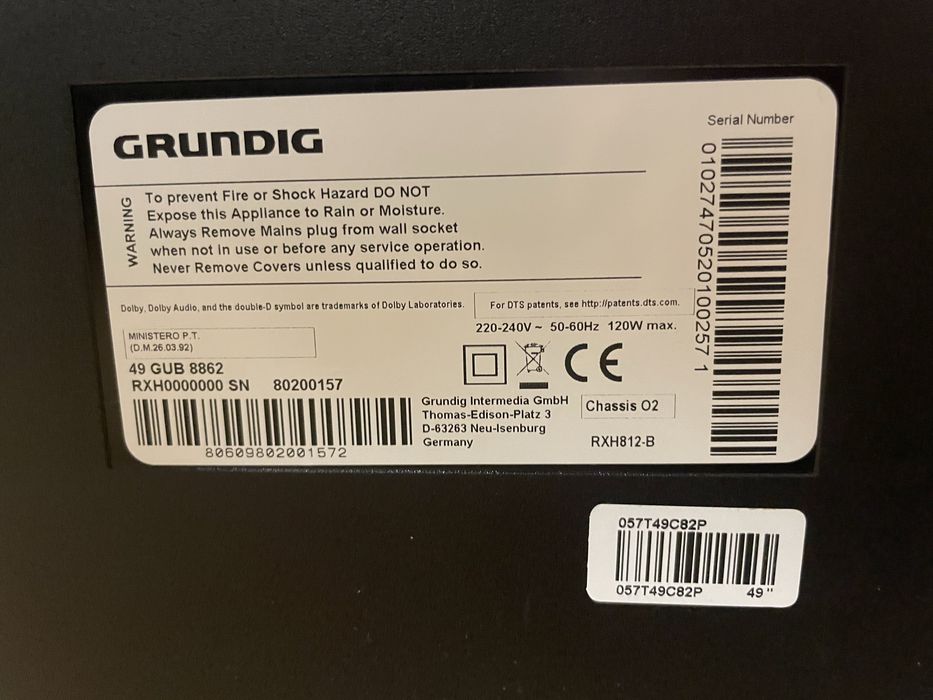 GRUNDIG
Serial Number
010274705201002571
WARNING
To prevent Fire or Shock Hazard DO NOT
Expose this Appliance to Rain or Moisture.
Always Remove Mains plug from wall socket
when not in use or before any service operation.
Never Remove Covers unless qualified to do so.
Dolby, Dolby Audio, and the double-D symbol are trademarks of Dolby Laboratories.
For DTS patents, see http://patents.dts.com.
220-240V ~ 50-60Hz 120W max.
MINISTERO P.T.
(D.M.26.03.92)
49 GUB 8862
RXH0000000 SN 80200157
80609802001572
CE
Grundig Intermedia GmbH
Thomas-Edison-Platz 3
D-63263 Neu-Isenburg
Germany
Chassis O2
RXH812-B
057T49C82P
057T49C82P 49"